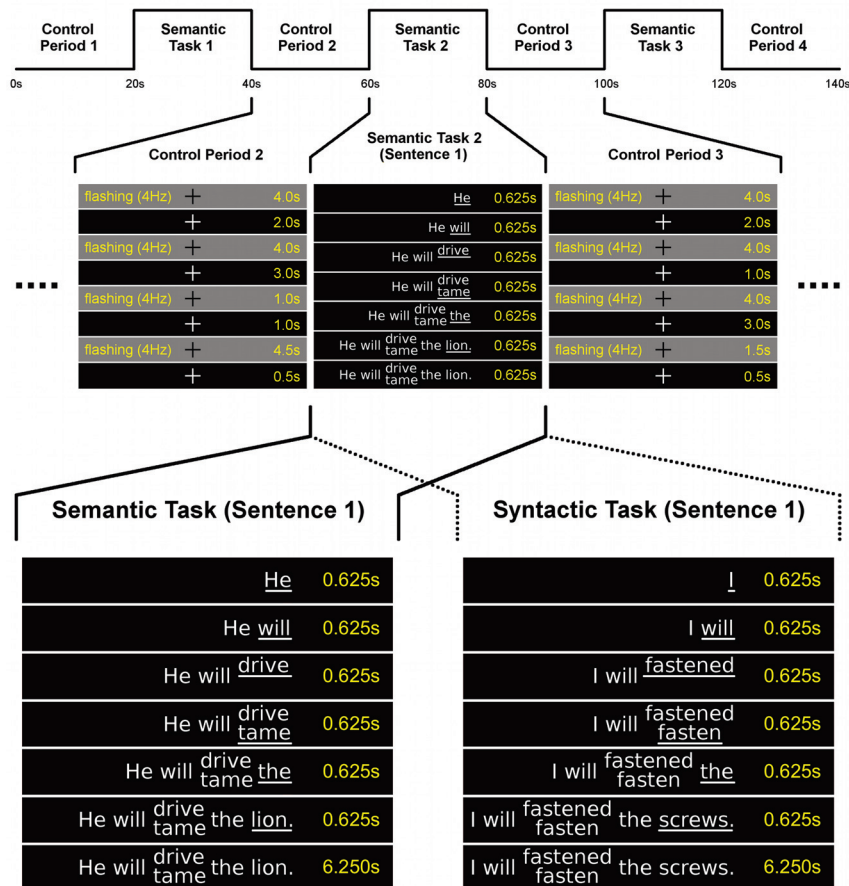 Control Period 1
Semantic Task 1
Control Period 2
Semantic Task 2
Control Period 3
Semantic Task 3
Control Period 4
0s 20s 40s 60s 80s 100s 120s 140s
Control Period 2
Semantic Task 2
(Sentence 1)
Control Period 3
flashing (4Hz) + 4.0s
+ 2.0s
flashing (4Hz) + 4.0s
+ 3.0s
flashing (4Hz) + 1.0s
+ 1.0s
flashing (4Hz) + 4.5s
+ 0.5s
He 0.625s
He will 0.625s
He will drive 0.625s
He will drive tame 0.625s
He will drive tame the 0.625s
He will drive tame the lion. 0.625s
He will drive tame the lion. 0.625s
flashing (4Hz) + 4.0s
+ 2.0s
flashing (4Hz) + 4.0s
+ 1.0s
flashing (4Hz) + 4.0s
+ 3.0s
flashing (4Hz) + 1.5s
+ 0.5s
Semantic Task (Sentence 1)
He 0.625s
He will 0.625s
He will drive 0.625s
He will drive tame 0.625s
He will drive tame the 0.625s
He will drive tame the lion. 0.625s
He will drive tame the lion. 6.250s
Syntactic Task (Sentence 1)
I 0.625s
I will 0.625s
I will fastened 0.625s
I will fastened fasten 0.625s
I will fastened fasten the 0.625s
I will fastened fasten the screws. 0.625s
I will fastened fasten the screws. 6.250s